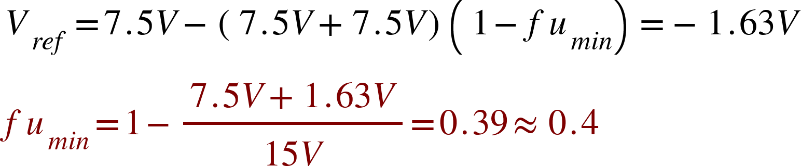 V_ref = 7.5V − ( 7.5V + 7.5V) ( 1 − fu_min ) = − 1.63V
fu_min = 1 − (7.5V + 1.63V)/(15V) = 0.39 ≈ 0.4